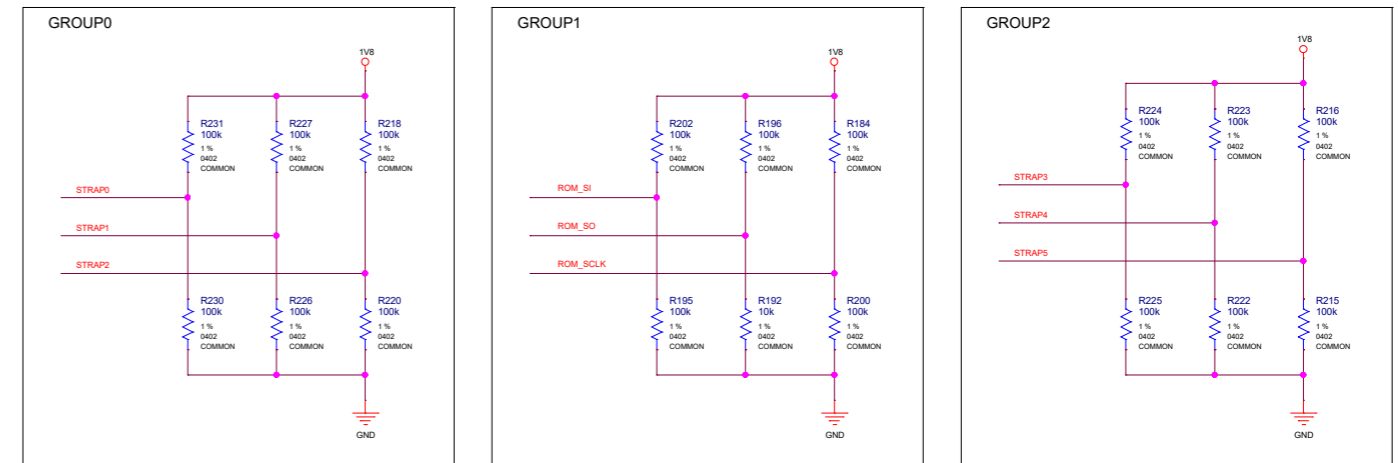 GROUP0
1V8
R231
100k
1 %
0402
COMMON
R227
100k
1 %
0402
COMMON
R218
100k
1 %
0402
COMMON
STRAP0
STRAP1
STRAP2
R230
100k
1 %
0402
COMMON
R226
100k
1 %
0402
COMMON
R220
100k
1 %
0402
COMMON
GND
GROUP1
1V8
R202
100k
1 %
0402
COMMON
R196
100k
1 %
0402
COMMON
R184
100k
1 %
0402
COMMON
ROM_SI
ROM_SO
ROM_SCLK
R195
100k
1 %
0402
COMMON
R192
10k
1 %
0402
COMMON
R200
100k
1 %
0402
COMMON
GND
GROUP2
1V8
R224
100k
1 %
0402
COMMON
R223
100k
1 %
0402
COMMON
R216
100k
1 %
0402
COMMON
STRAP3
STRAP4
STRAP5
R225
100k
1 %
0402
COMMON
R222
100k
1 %
0402
COMMON
R215
100k
1 %
0402
COMMON
GND